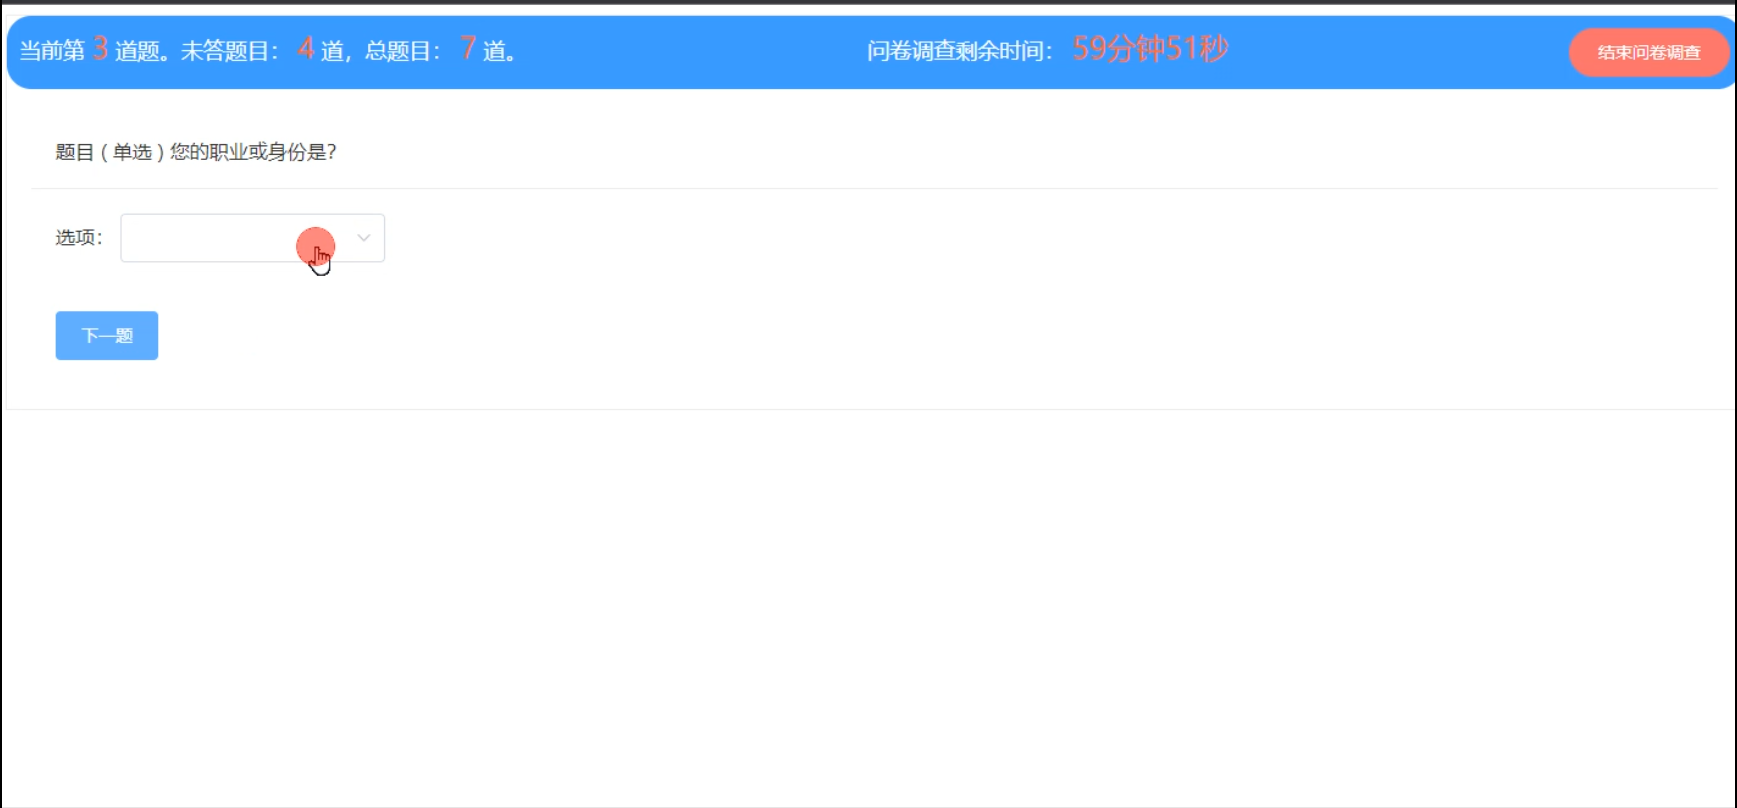 当前第 3 道题。未答题目： 4 道，总题目： 7 道。
问卷调查剩余时间： 59分钟51秒
结束问卷调查
题目 ( 单选 ) 您的职业或身份是?
选项：
下一题